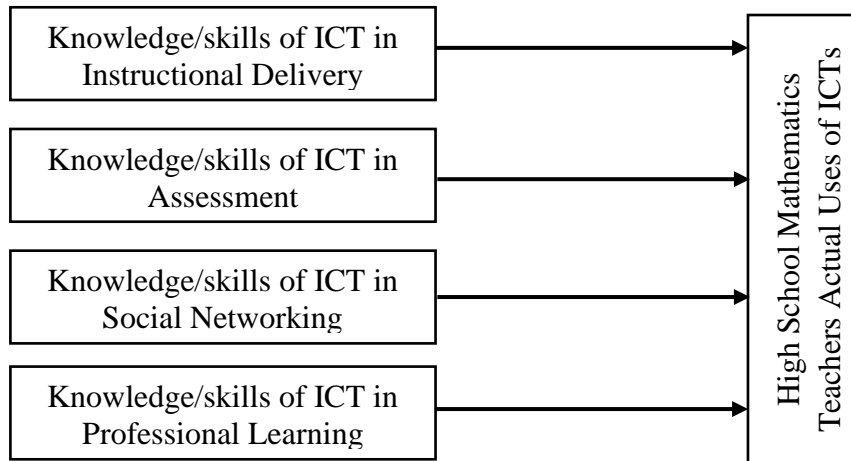 Knowledge/skills of ICT in
Instructional Delivery
Knowledge/skills of ICT in
Assessment
Knowledge/skills of ICT in
Social Networking
Knowledge/skills of ICT in
Professional Learning
High School Mathematics
Teachers Actual Uses of ICTs